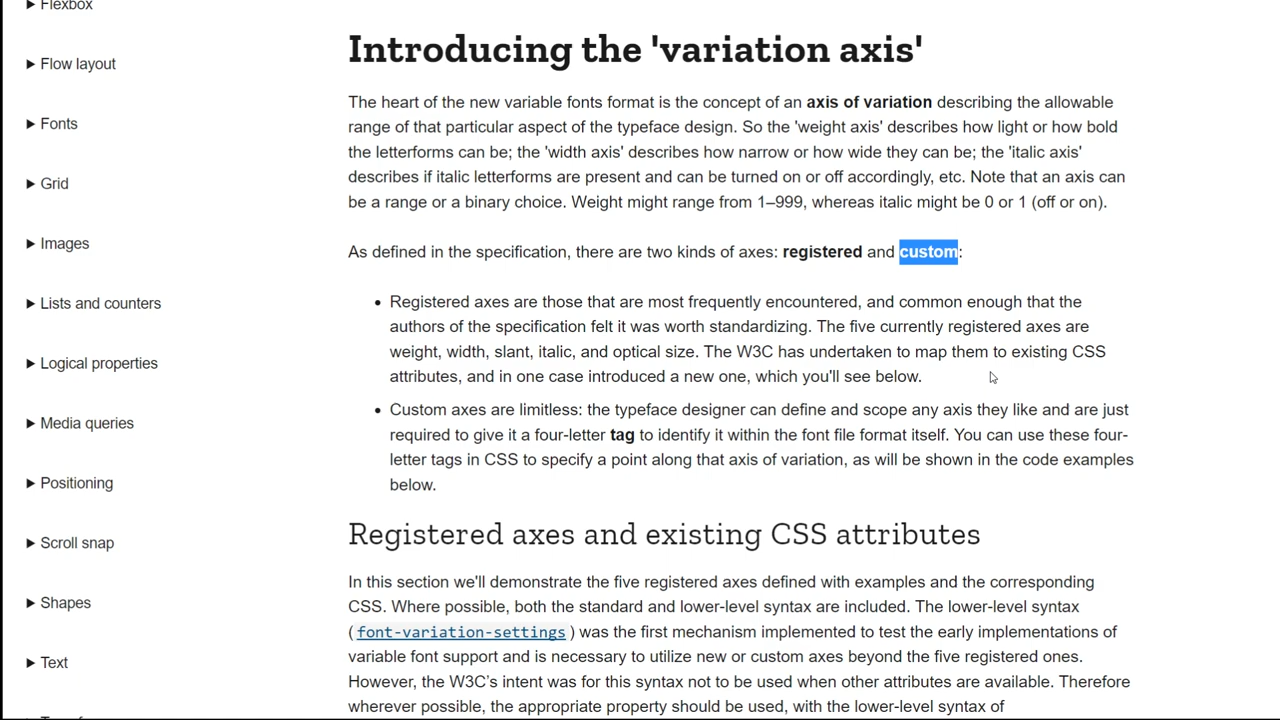 Flexbox
Flow layout
Fonts
Grid
Images
Lists and counters
Logical properties
Media queries
Positioning
Scroll snap
Shapes
Text
Introducing the 'variation axis'
The heart of the new variable fonts format is the concept of an axis of variation describing the allowable
range of that particular aspect of the typeface design. So the 'weight axis' describes how light or how bold
the letterforms can be; the 'width axis' describes how narrow or how wide they can be; the 'italic axis'
describes if italic letterforms are present and can be turned on or off accordingly, etc. Note that an axis can
be a range or a binary choice. Weight might range from 1–999, whereas italic might be 0 or 1 (off or on).
As defined in the specification, there are two kinds of axes: registered and custom:
• Registered axes are those that are most frequently encountered, and common enough that the
authors of the specification felt it was worth standardizing. The five currently registered axes are
weight, width, slant, italic, and optical size. The W3C has undertaken to map them to existing CSS
attributes, and in one case introduced a new one, which you'll see below.
• Custom axes are limitless: the typeface designer can define and scope any axis they like and are just
required to give it a four-letter tag to identify it within the font file format itself. You can use these four-
letter tags in CSS to specify a point along that axis of variation, as will be shown in the code examples
below.
Registered axes and existing CSS attributes
In this section we'll demonstrate the five registered axes defined with examples and the corresponding
CSS. Where possible, both the standard and lower-level syntax are included. The lower-level syntax
(font-variation-settings) was the first mechanism implemented to test the early implementations of
variable font support and is necessary to utilize new or custom axes beyond the five registered ones.
However, the W3C’s intent was for this syntax not to be used when other attributes are available. Therefore
wherever possible, the appropriate property should be used, with the lower-level syntax of